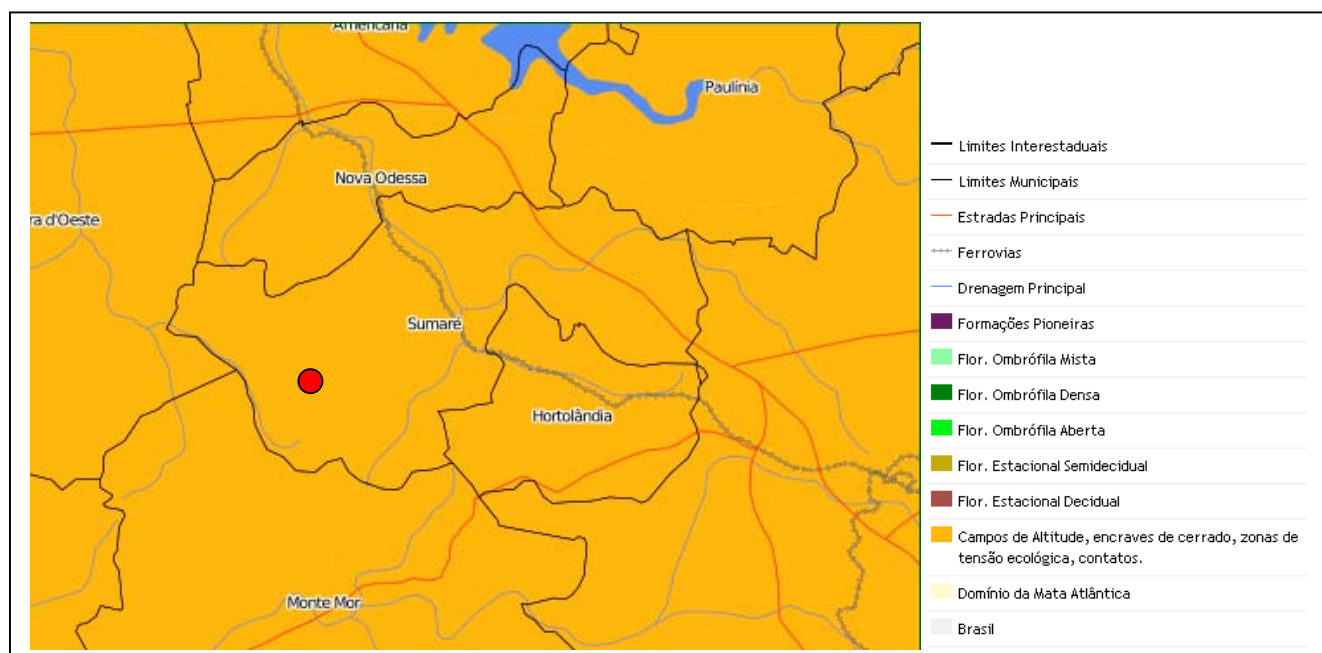 Americana
Paulínia
Nova Odessa
ra d'Oeste
Sumaré
Hortolândia
Monte Mor
Limites Interestaduais
Limites Municipais
Estradas Principais
Ferrovias
Drenagem Principal
Formações Pioneiras
Flor. Ombrófila Mista
Flor. Ombrófila Densa
Flor. Ombrófila Aberta
Flor. Estacional Semidecidual
Flor. Estacional Decidual
Campos de Altitude, encraves de cerrado, zonas de
tensão ecológica, contatos.
Domínio da Mata Atlântica
Brasil